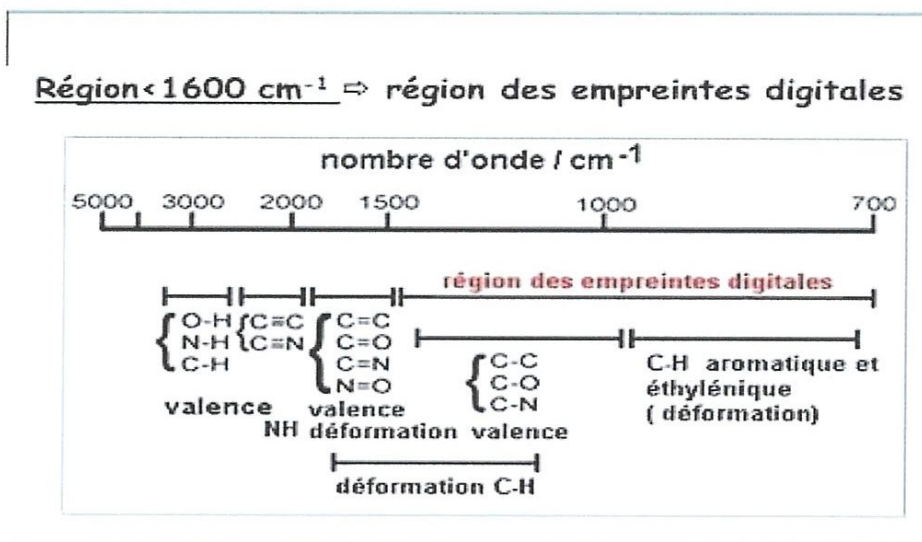 Région<1600 cm⁻¹ ⇨ région des empreintes digitales
nombre d'onde / cm⁻¹
5000 3000 2000 1500 1000 700
région des empreintes digitales
O-H
N-H
C-H
valence
C≡C
C≡N
C=C
C=O
C=N
N=O
valence
NH déformation
C-C
C-O
C-N
valence
C-H aromatique et
éthylénique
( déformation)
déformation C-H